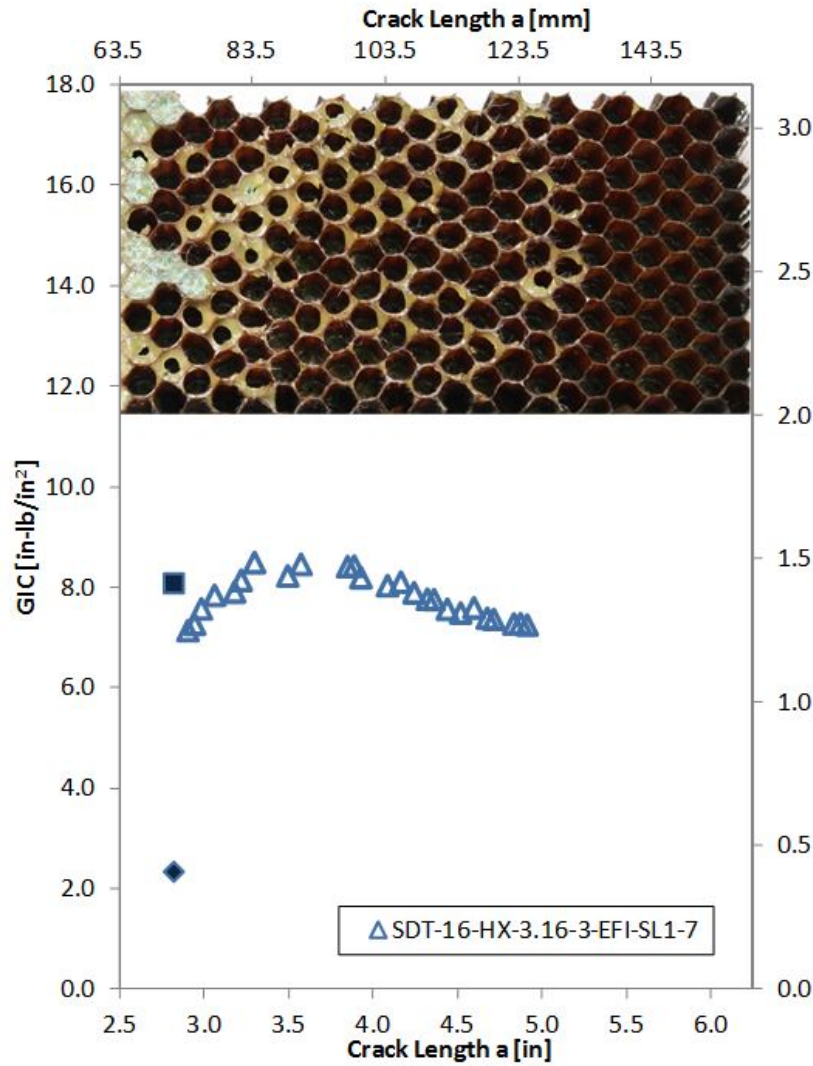 Crack Length a [mm]
63.5 83.5 103.5 123.5 143.5
18.0
16.0
14.0
12.0
10.0
8.0
6.0
4.0
2.0
0.0
GIC [in-lb/in²]
3.0
2.5
2.0
1.5
1.0
0.5
0.0
SDT-16-HX-3.16-3-EFI-SL1-7
2.5 3.0 3.5 4.0 4.5 5.0 5.5 6.0
Crack Length a [in]